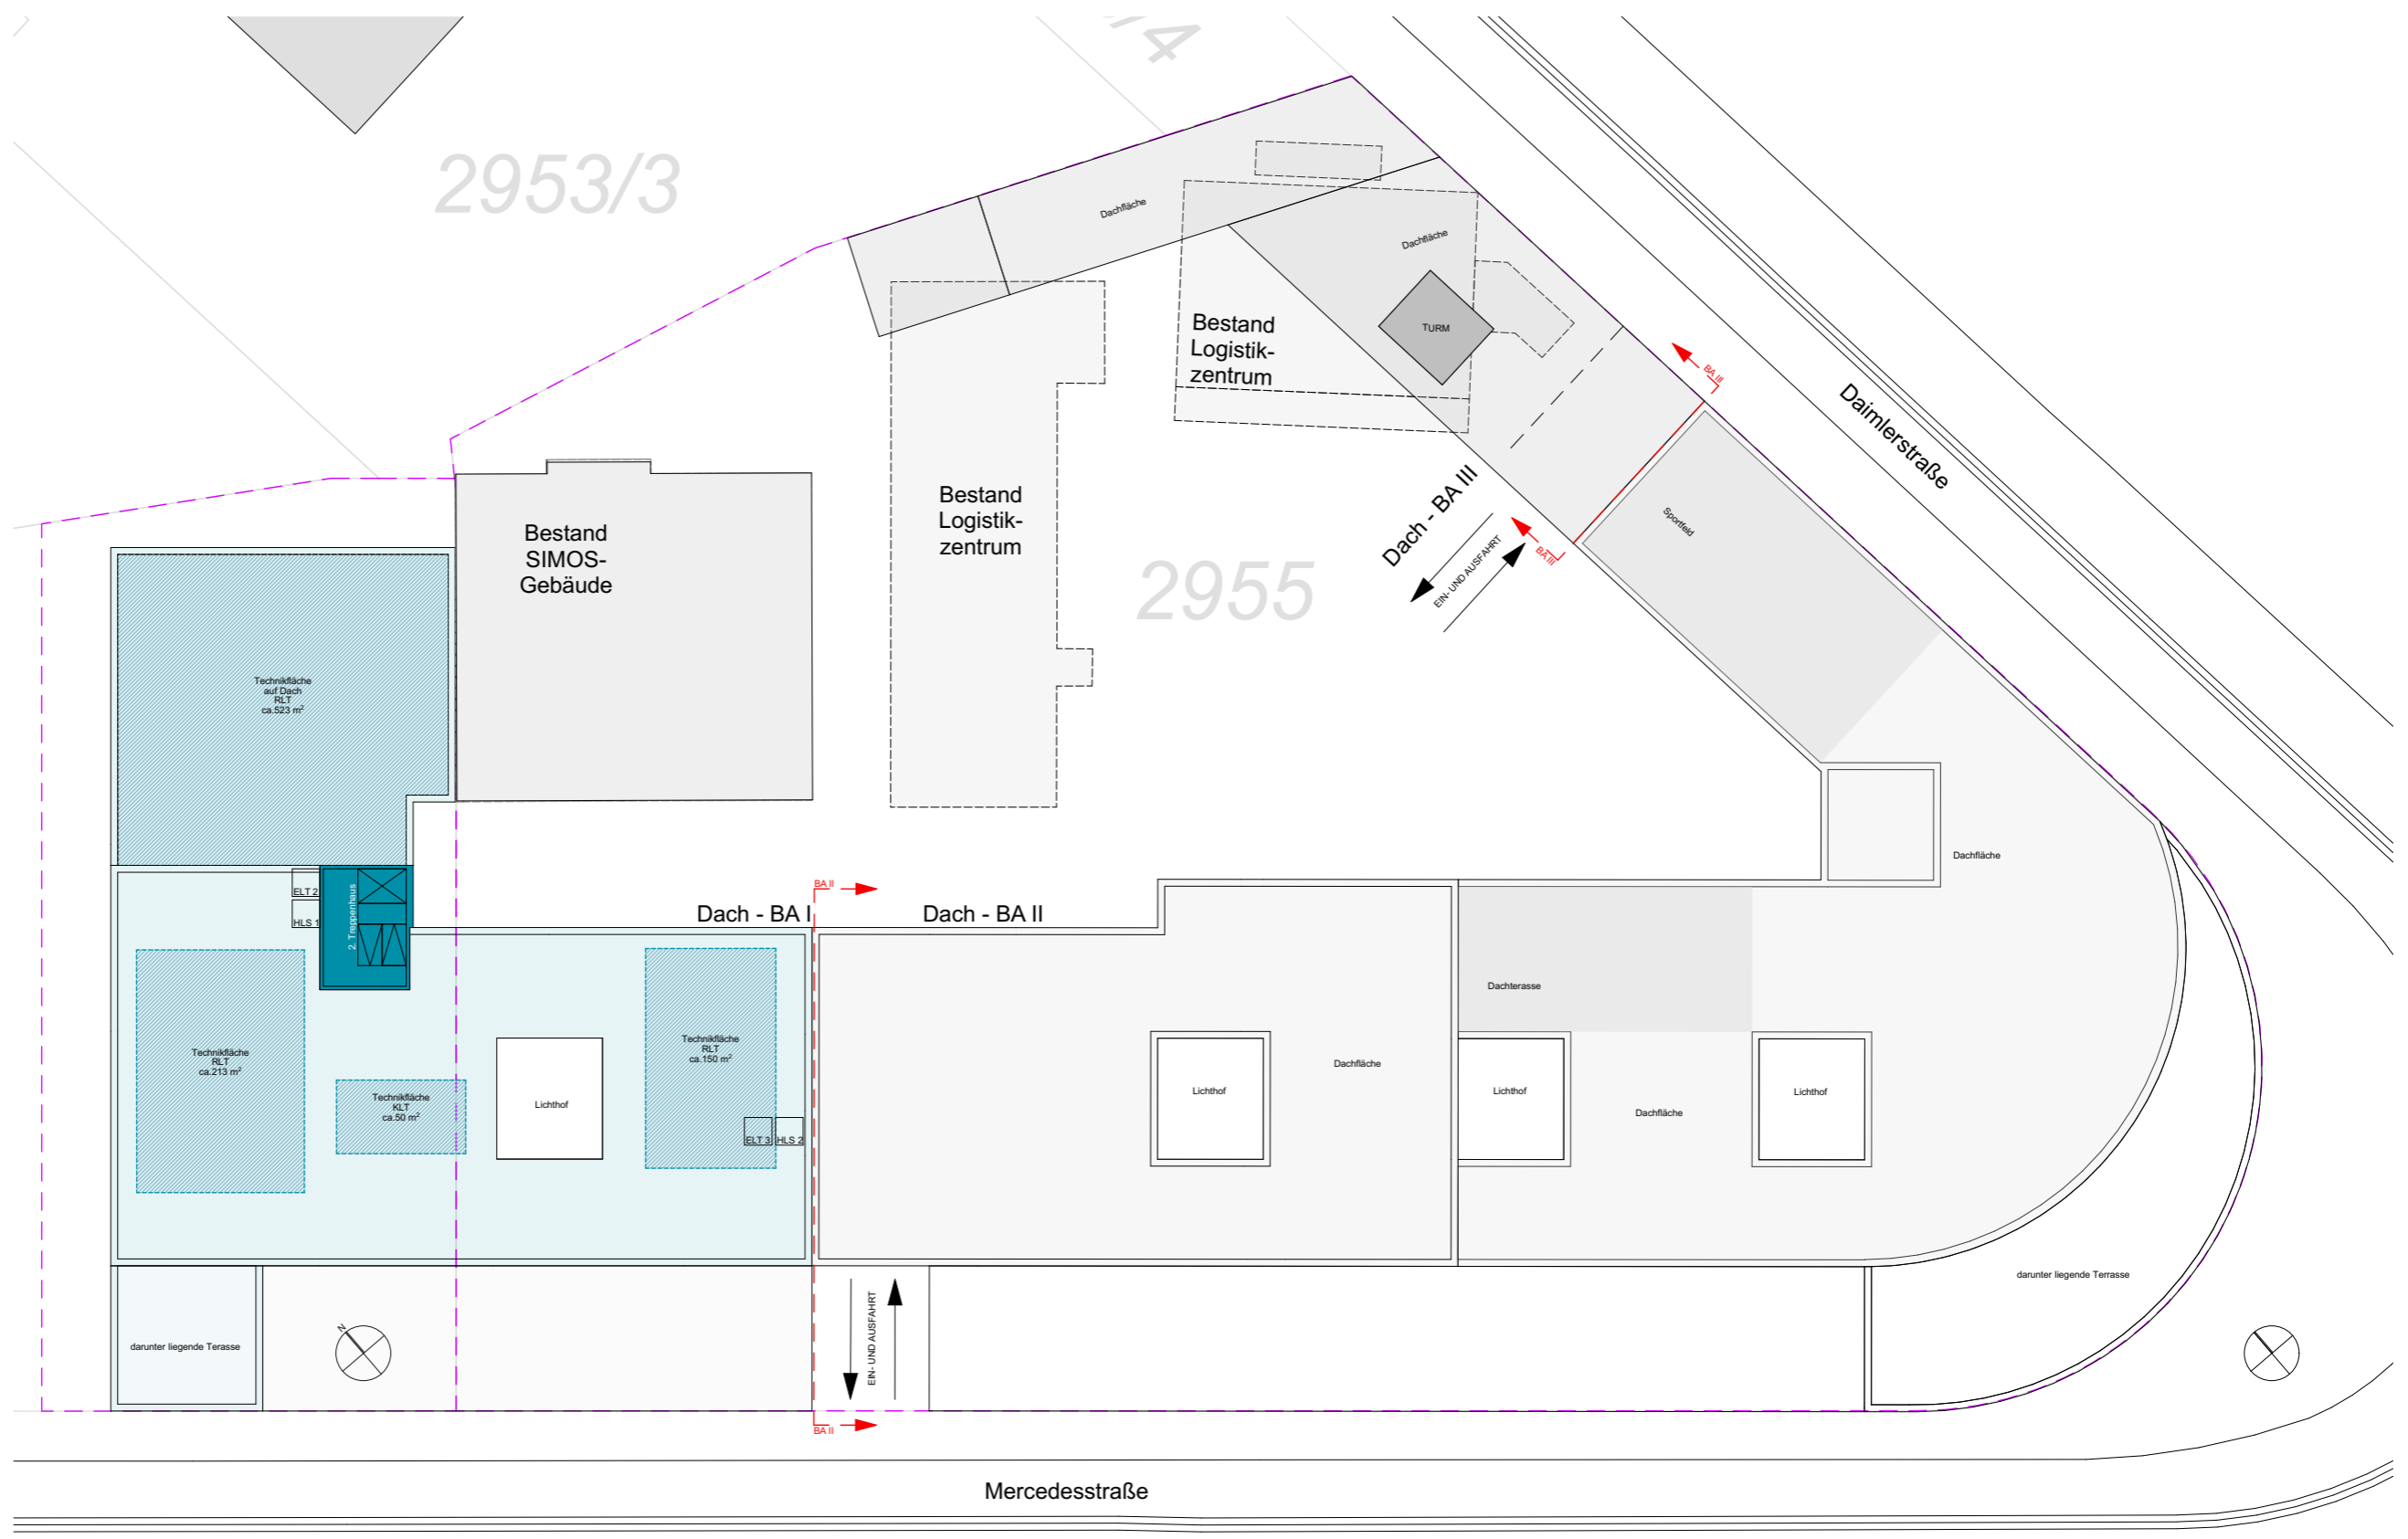 /4
2953/3
Dachfläche
Dachfläche
TURM
Bestand
Logistik-
zentrum
BA III
Daimlerstraße
Bestand
Logistik-
zentrum
Dach - BA III
Sportfeld
BA III
EIN- UND AUSFAHRT
Bestand
SIMOS-
Gebäude
2955
Technikfläche
auf Dach
RLT
ca.523 m²
Dachfläche
ELT 2
HLS 1
2. Treppenhaus
BA II
Dach - BA I
Dach - BA II
Dachterasse
Technikfläche
RLT
ca.213 m²
Technikfläche
KLT
ca.50 m²
Lichthof
Technikfläche
RLT
ca.150 m²
ELT 3
HLS 2
Lichthof
Dachfläche
Lichthof
Dachfläche
Lichthof
darunter liegende Terrasse
darunter liegende Terasse
N
EIN- UND AUSFAHRT
BA II
Mercedesstraße